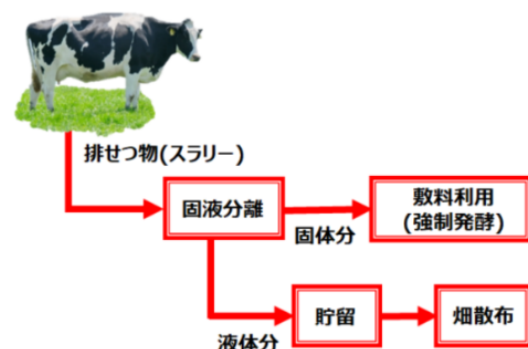 排せつ物(スラリー)
固液分離
固体分
敷料利用
(強制発酵)
液体分
貯留
畑散布